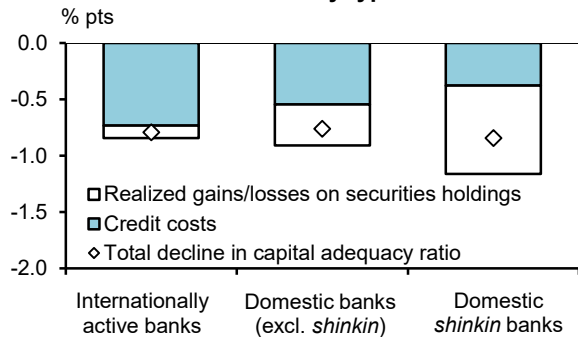 % pts
0.0
-0.5
-1.0
-1.5
-2.0
Realized gains/losses on securities holdings
Credit costs
Total decline in capital adequacy ratio
Internationally
active banks
Domestic banks
(excl. shinkin)
Domestic
shinkin banks